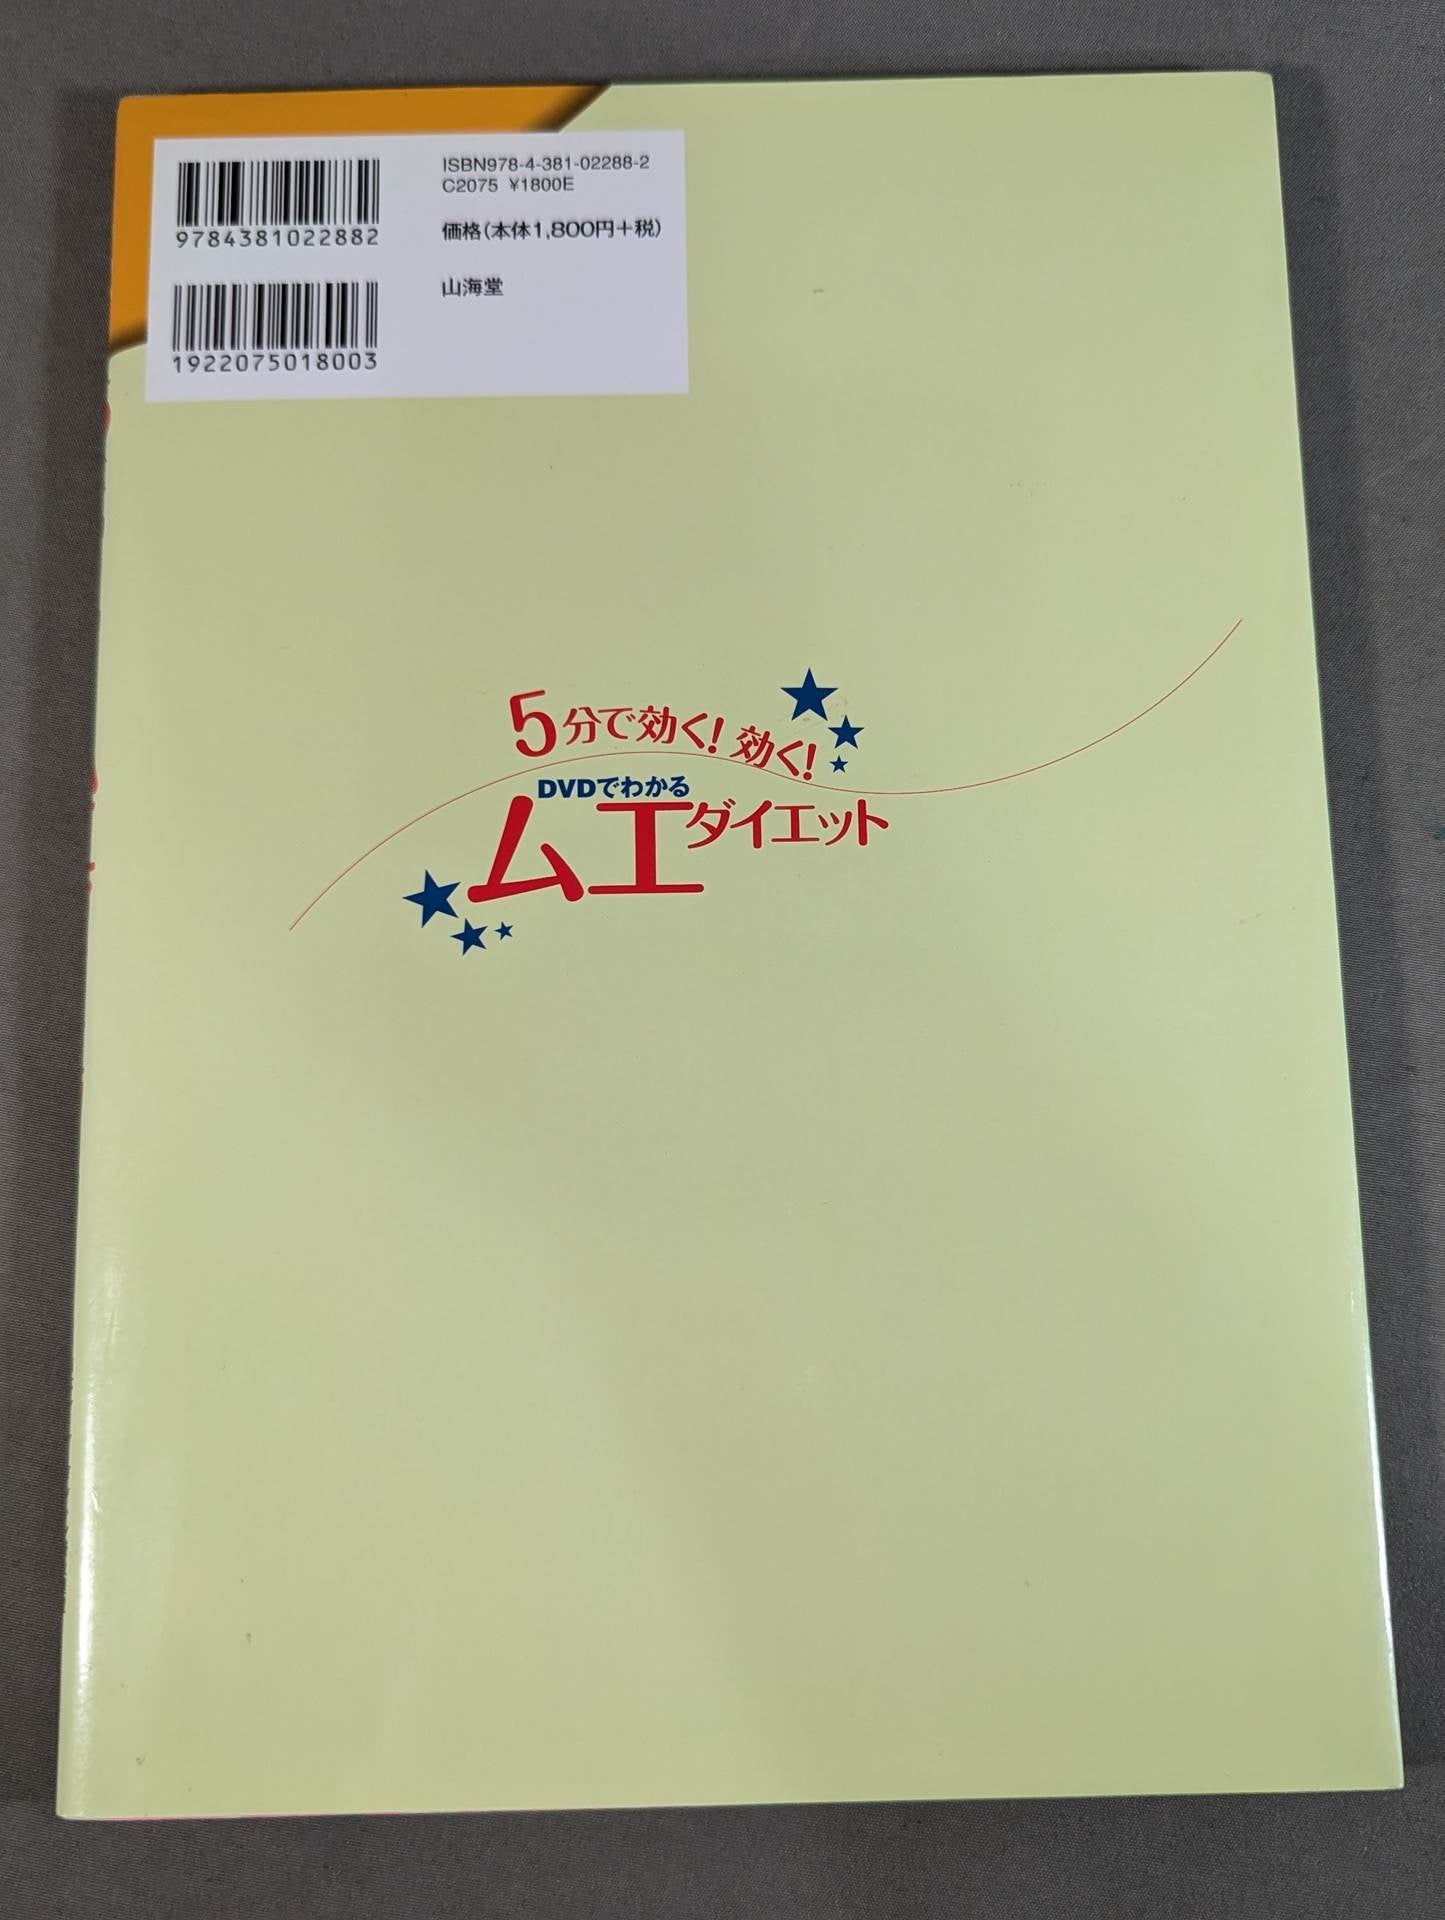 ISBN978-4-381-02288-2
C2075 ¥1800E
9784381022882
価格(本体1,800円+税)
山海堂
1922075018003
5分で効く!効く!
DVDでわかる
ムエダイエット